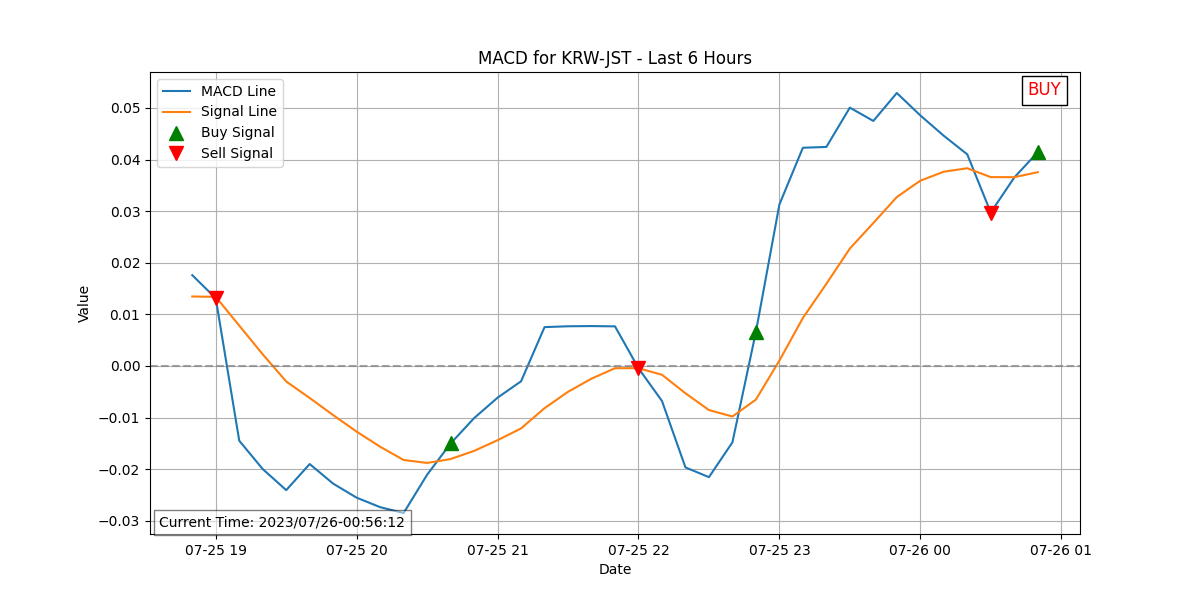 MACD for KRW-JST - Last 6 Hours
MACD Line
Signal Line
Buy Signal
Sell Signal
BUY
0.05
0.04
0.03
0.02
0.01
0.00
−0.01
−0.02
−0.03
Value
Current Time: 2023/07/26-00:56:12
07-25 19 07-25 20 07-25 21 07-25 22 07-25 23 07-26 00 07-26 01
Date